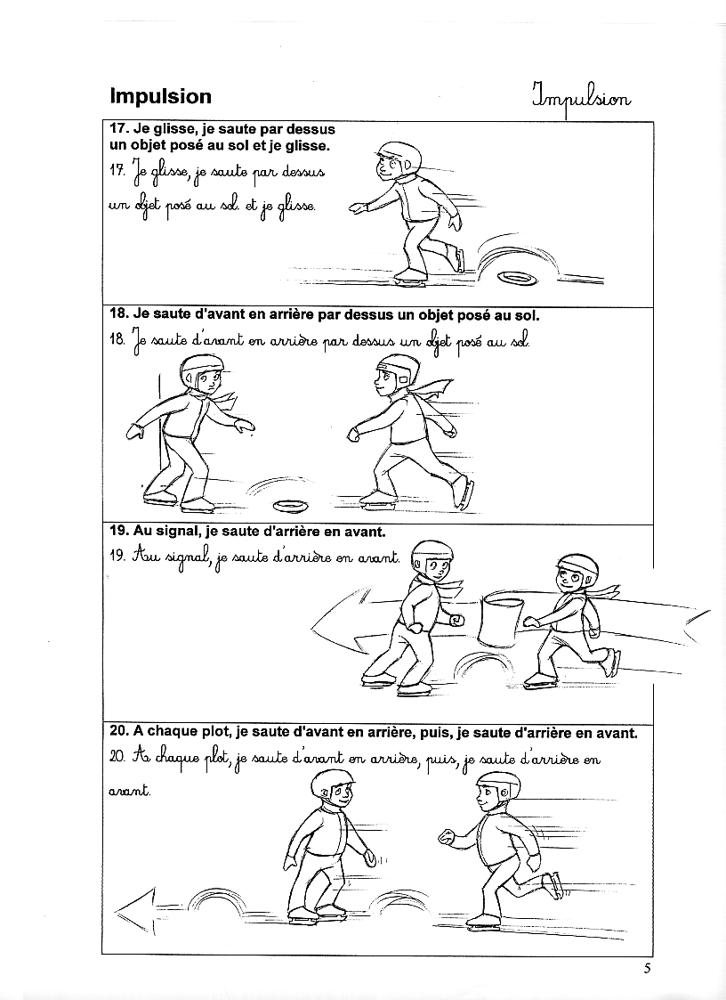 Impulsion
Impulsion
17. Je glisse, je saute par dessus
un objet posé au sol et je glisse.
17. Je glisse, je saute par dessus
un objet posé au sol. et je glisse.
18. Je saute d'avant en arrière par dessus un objet posé au sol.
18. Je saute d'avant en arrière par dessus un objet posé au sol.
19. Au signal, je saute d'arrière en avant.
19. Au signal, je saute d'arrière en avant.
20. A chaque plot, je saute d'avant en arrière, puis, je saute d'arrière en avant.
20. A chaque plot, je saute d'avant en arrière, puis, je saute d'arrière en
avant.
5